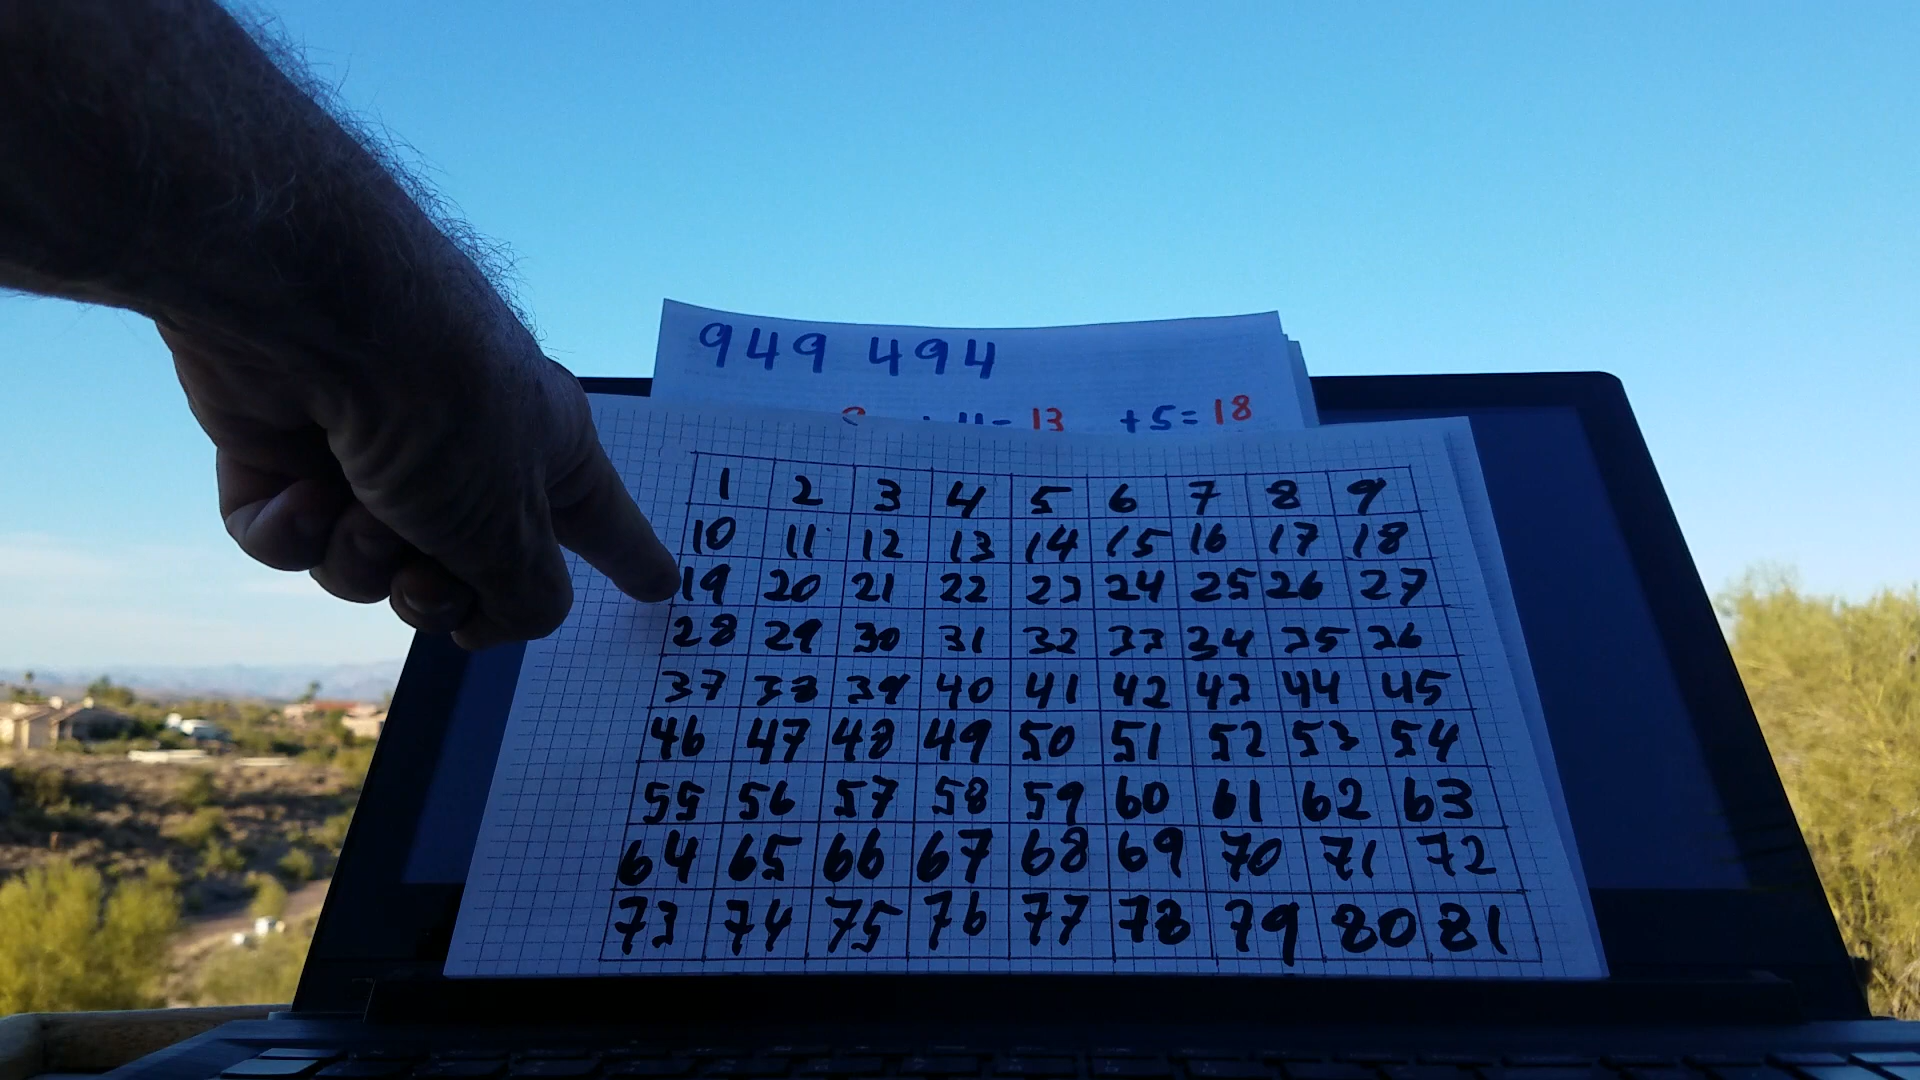 949 494
= 13 +5= 18
1 2 3 4 5 6 7 8 9
10 11 12 13 14 15 16 17 18
19 20 21 22 23 24 25 26 27
28 29 30 31 32 33 34 35 36
37 38 39 40 41 42 43 44 45
46 47 48 49 50 51 52 53 54
55 56 57 58 59 60 61 62 63
64 65 66 67 68 69 70 71 72
73 74 75 76 77 78 79 80 81